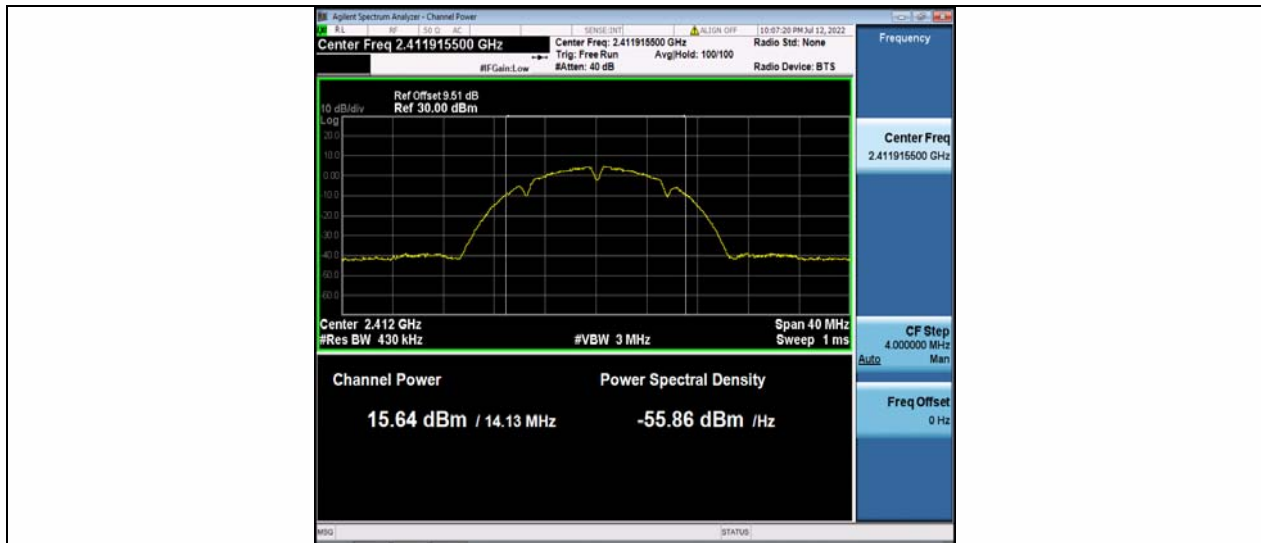 Agilent Spectrum Analyzer - Channel Power
RL RF 50 Ω AC SENSE:INT ALIGN OFF 10:07:20 PM Jul 12, 2022
Center Freq 2.411915500 GHz
Center Freq: 2.411915500 GHz
Radio Std: None
Trig: Free Run Avg|Hold: 100/100
#IFGain:Low
#Atten: 40 dB
Radio Device: BTS
Ref Offset 9.51 dB
10 dB/div Ref 30.00 dBm
Log
20.0
10.0
0.00
-10.0
-20.0
-30.0
-40.0
-50.0
-60.0
Center 2.412 GHz
Span 40 MHz
#Res BW 430 kHz
#VBW 3 MHz
Sweep 1 ms
Channel Power
Power Spectral Density
15.64 dBm / 14.13 MHz
-55.86 dBm /Hz
Frequency
Center Freq
2.411915500 GHz
CF Step
4.000000 MHz
Auto Man
Freq Offset
0 Hz
MSG
STATUS